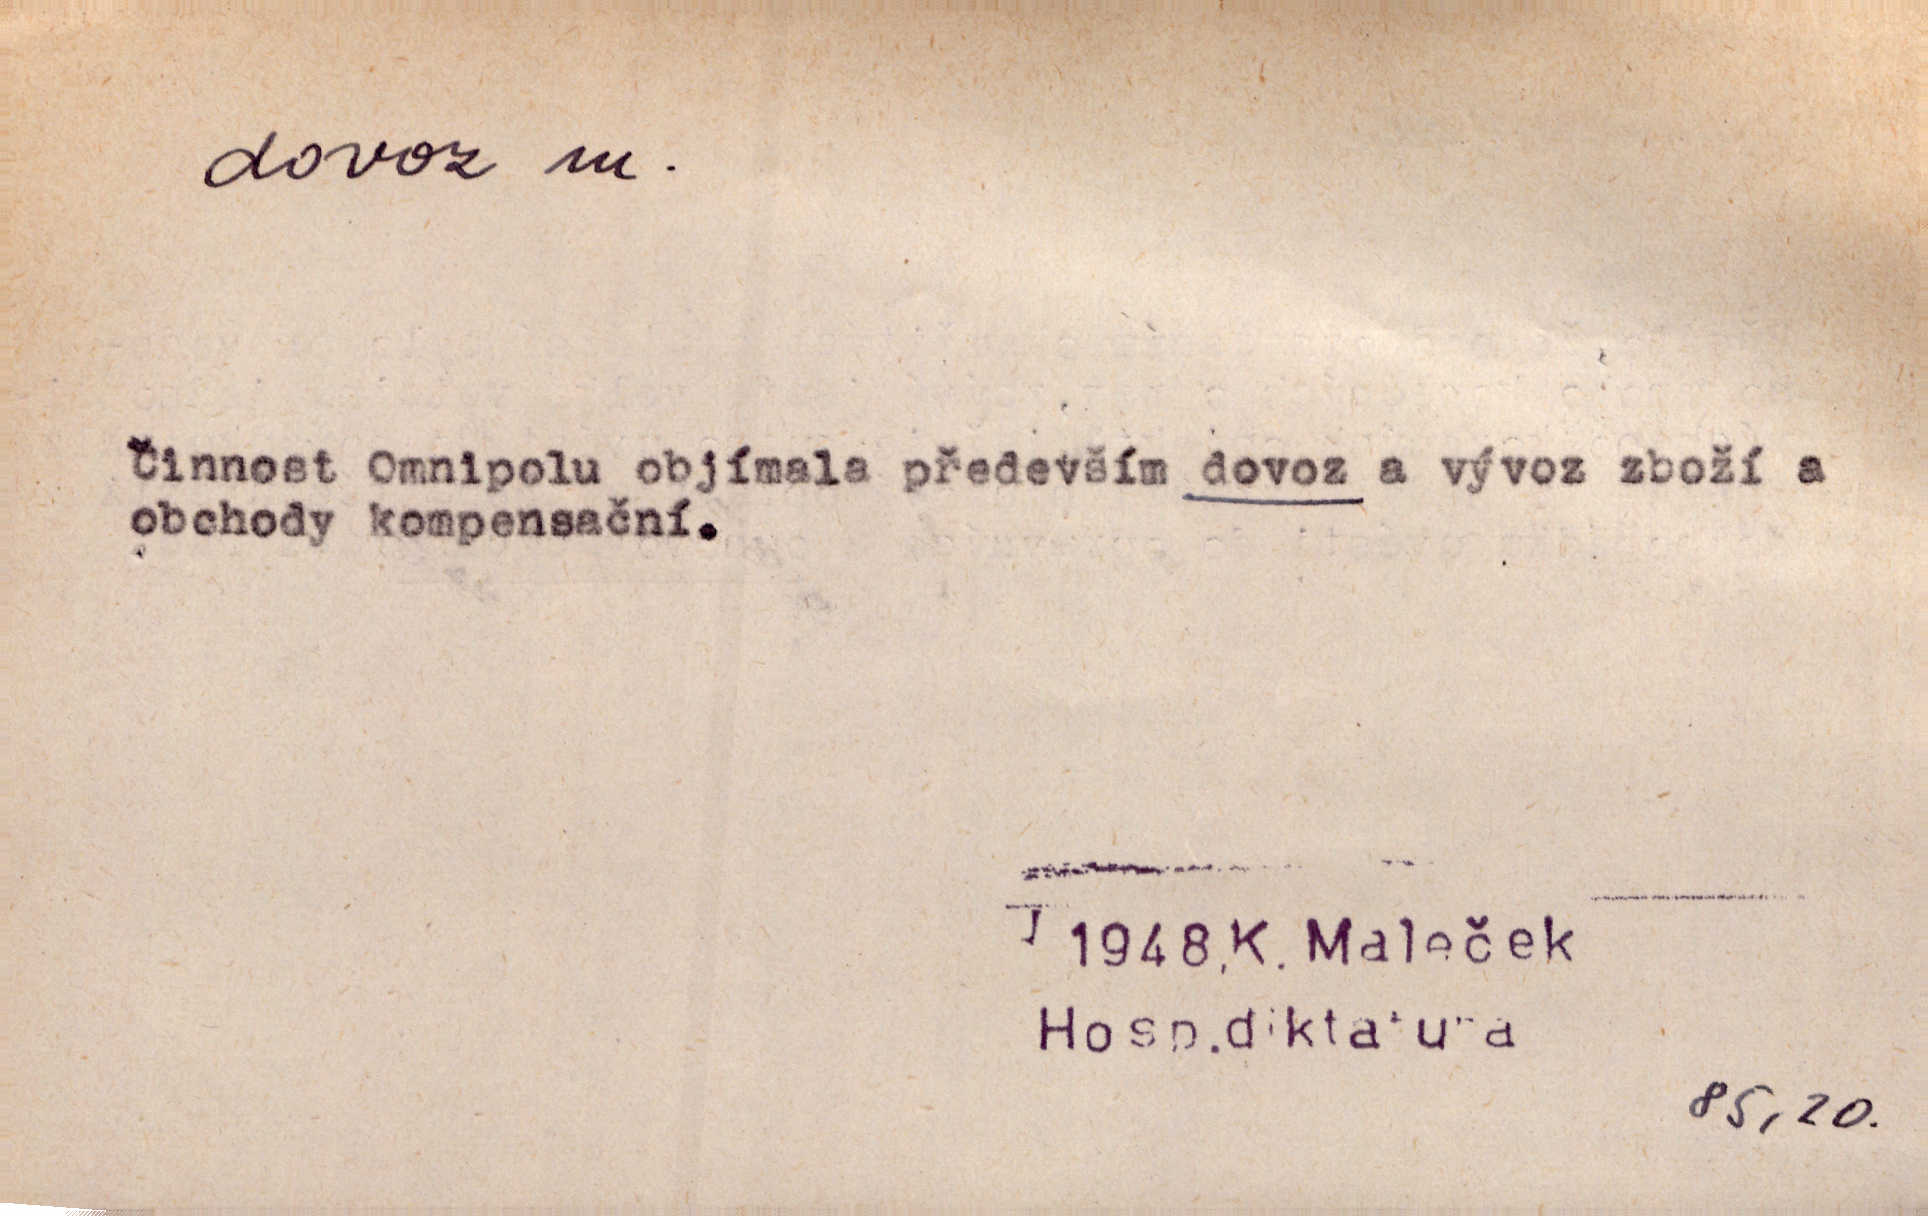 dovoz m.
Činnost Omnipolu objímala především dovoz a vývoz zboží a
obchody kompensační.
J 1948, K. Maleček
Hosp. diktatura
85, 20.